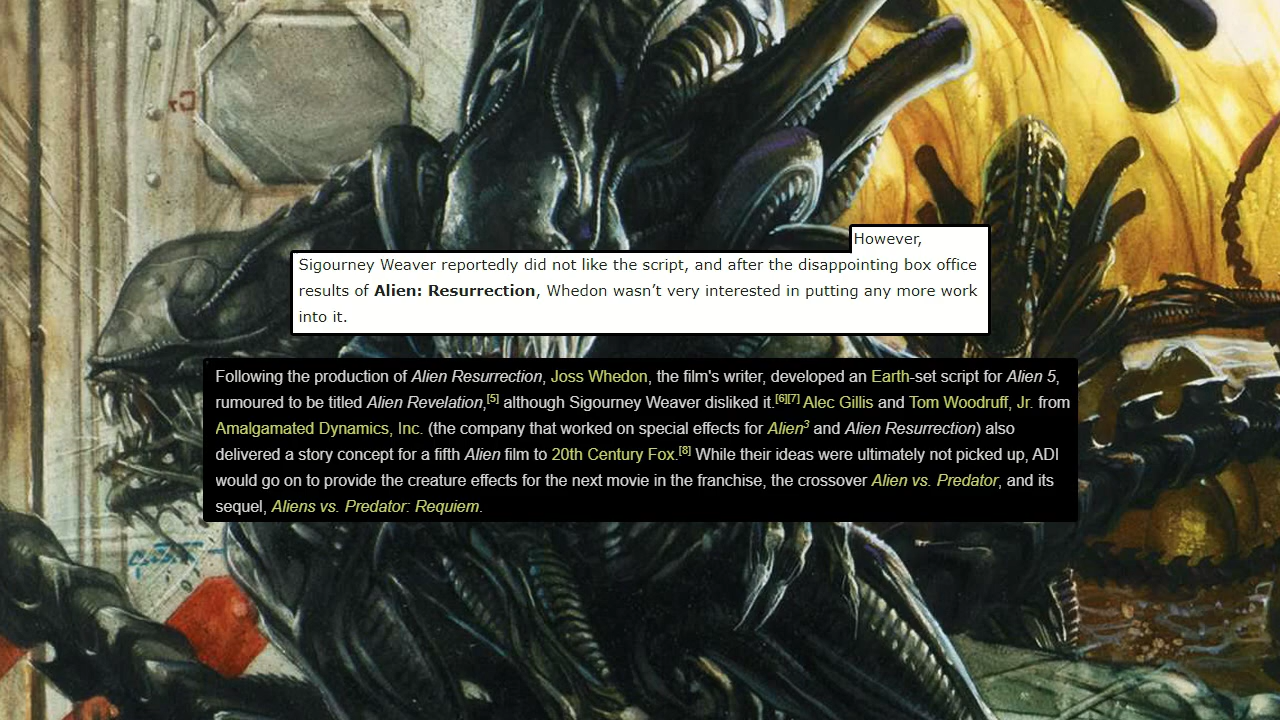 However,
Sigourney Weaver reportedly did not like the script, and after the disappointing box office
results of Alien: Resurrection, Whedon wasn’t very interested in putting any more work
into it.
Following the production of Alien Resurrection, Joss Whedon, the film's writer, developed an Earth-set script for Alien 5,
rumoured to be titled Alien Revelation,[5] although Sigourney Weaver disliked it.[6][7] Alec Gillis and Tom Woodruff, Jr. from
Amalgamated Dynamics, Inc. (the company that worked on special effects for Alien³ and Alien Resurrection) also
delivered a story concept for a fifth Alien film to 20th Century Fox.[8] While their ideas were ultimately not picked up, ADI
would go on to provide the creature effects for the next movie in the franchise, the crossover Alien vs. Predator, and its
sequel, Aliens vs. Predator: Requiem.